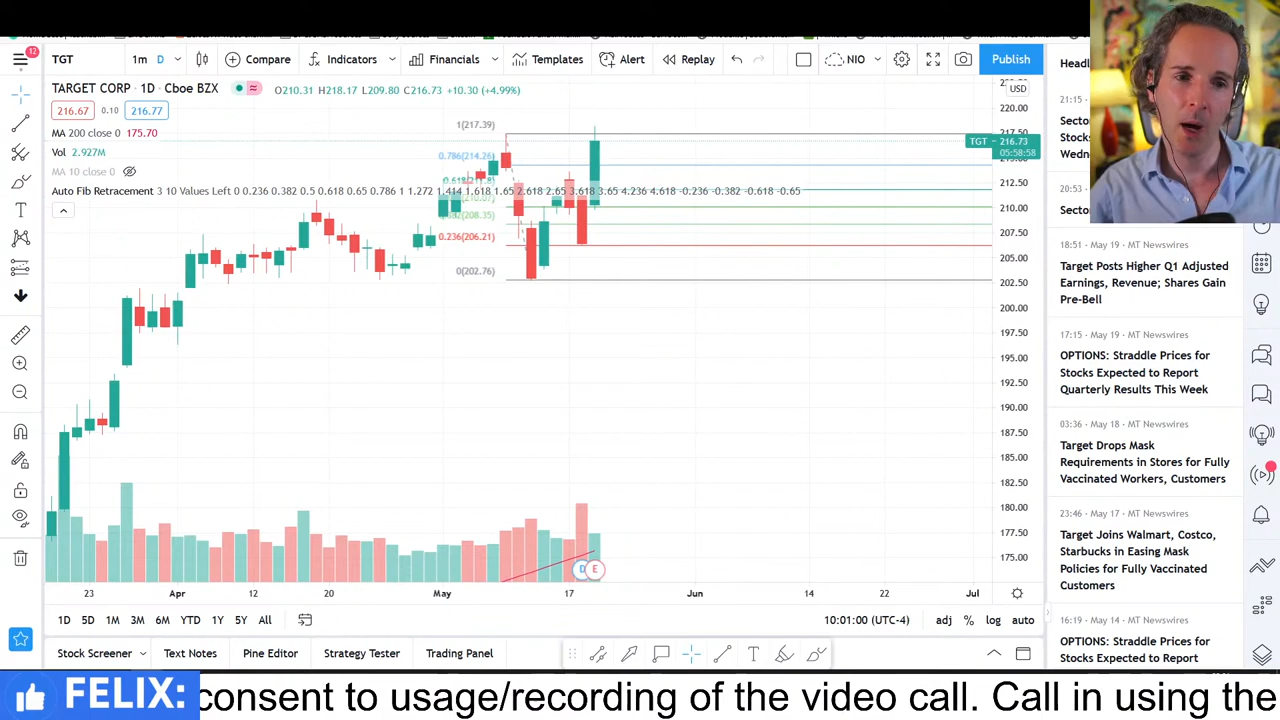 12
TGT
1m
D
Compare
Indicators
Financials
Templates
Alert
Replay
NIO
Publish
TARGET CORP · 1D · Cboe BZX
O210.31 H218.17 L209.80 C216.73 +10.30 (+4.99%)
216.67
0.10
216.77
MA 200 close 0 175.70
Vol 2.927M
MA 10 close 0
Auto Fib Retracement 3 10 Values Left 0 0.236 0.382 0.5 0.618 0.65 0.786 1 1.272 1.414 1.618 1.65 2.618 2.65 3.618 3.65 4.236 4.618 -0.236 -0.382 -0.618 -0.65
1(217.39)
0.786(214.26)
0.236(206.21)
0(202.76)
USD
220.00
217.50
TGT
216.73
05:58:58
212.50
210.00
207.50
205.00
202.50
200.00
197.50
195.00
192.50
190.00
187.50
185.00
182.50
180.00
177.50
175.00
D
E
23
Apr
12
20
May
17
Jun
14
22
Jul
1D
5D
1M
3M
6M
YTD
1Y
5Y
All
10:01:00 (UTC-4)
adj
%
log
auto
Stock Screener
Text Notes
Pine Editor
Strategy Tester
Trading Panel
Headl
21:15
Sector
Stocks
Wedn
20:53
Sector
18:51 · May 19 · MT Newswires
Target Posts Higher Q1 Adjusted
Earnings, Revenue; Shares Gain
Pre-Bell
17:15 · May 19 · MT Newswires
OPTIONS: Straddle Prices for
Stocks Expected to Report
Quarterly Results This Week
03:36 · May 18 · MT Newswires
Target Drops Mask
Requirements in Stores for Fully
Vaccinated Workers, Customers
23:46 · May 17 · MT Newswires
Target Joins Walmart, Costco,
Starbucks in Easing Mask
Policies for Fully Vaccinated
Customers
16:19 · May 14 · MT Newswires
OPTIONS: Straddle Prices for
Stocks Expected to Report
FELIX:
consent to usage/recording of the video call. Call in using the